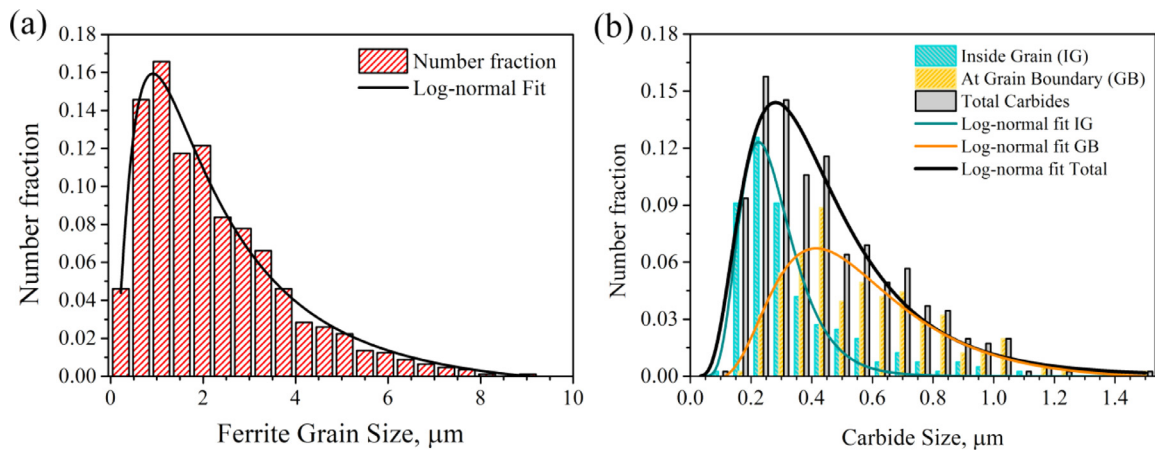 (a)
0.18
0.16
0.14
0.12
0.10
0.08
0.06
0.04
0.02
0.00
Number fraction
Number fraction
Log-normal Fit
0 2 4 6 8 10
Ferrite Grain Size, μm
(b)
0.18
0.15
0.12
0.09
0.06
0.03
0.00
Number fraction
Inside Grain (IG)
At Grain Boundary (GB)
Total Carbides
Log-normal fit IG
Log-normal fit GB
Log-norma fit Total
0.0 0.2 0.4 0.6 0.8 1.0 1.2 1.4
Carbide Size, μm